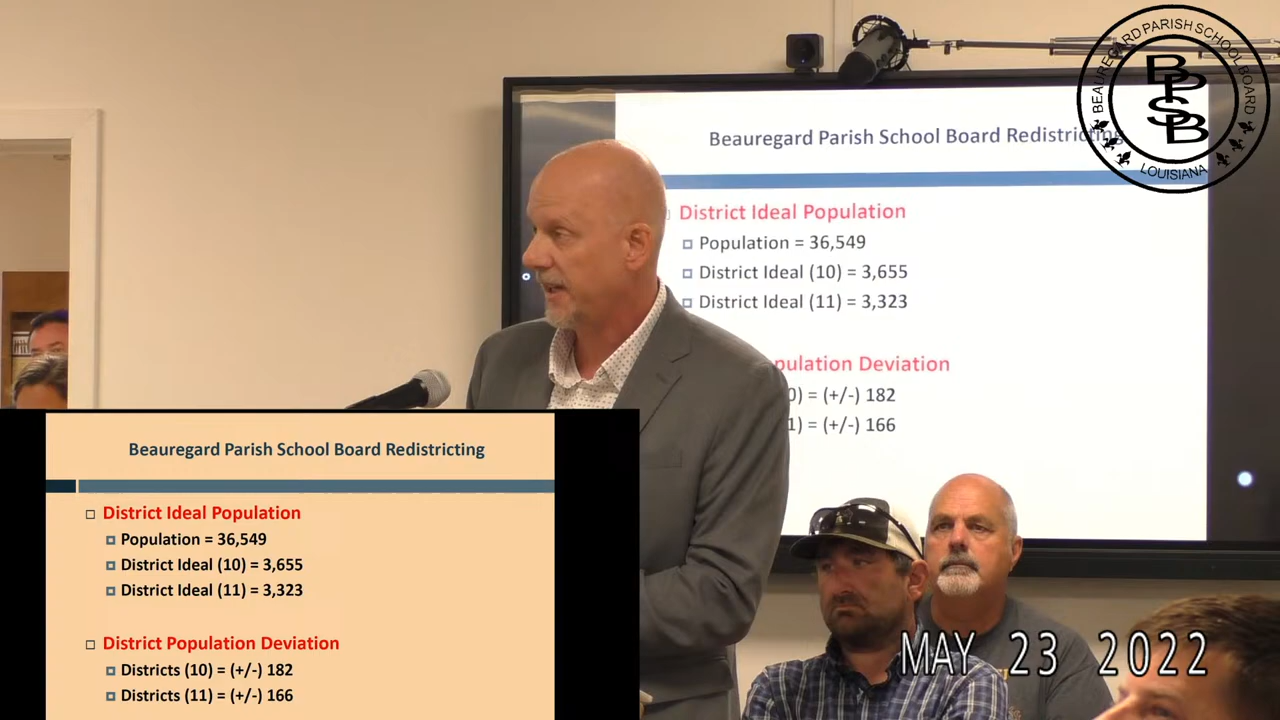 BEAUREGARD PARISH SCHOOL BOARD
BPSB
LOUISIANA
Beauregard Parish School Board Redistricting
District Ideal Population
Population = 36,549
District Ideal (10) = 3,655
District Ideal (11) = 3,323
pulation Deviation
0) = (+/-) 182
1) = (+/-) 166
Beauregard Parish School Board Redistricting
District Ideal Population
Population = 36,549
District Ideal (10) = 3,655
District Ideal (11) = 3,323
District Population Deviation
Districts (10) = (+/-) 182
Districts (11) = (+/-) 166
MAY 23 2022